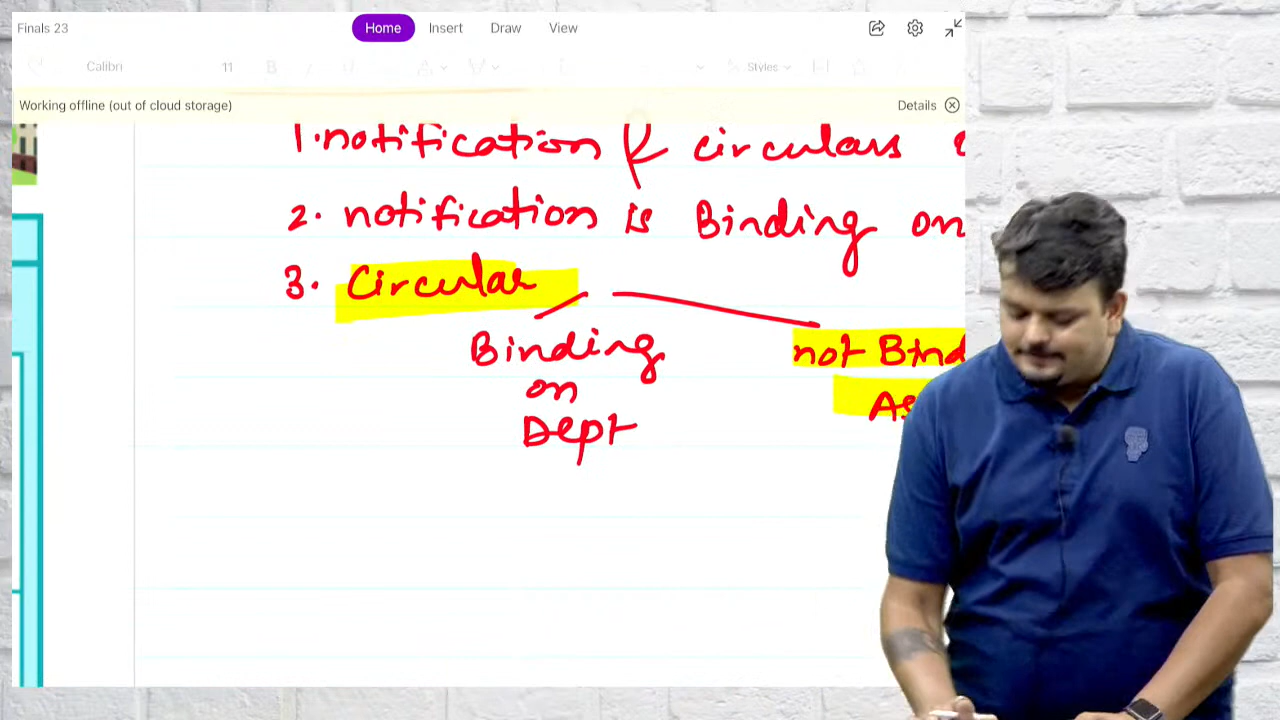 Finals 23
Home Insert Draw View
Calibri 11 B Styles
Working offline (out of cloud storage) Details
1. notification & circulars
2. notification is Binding on
3. Circular
Binding on Dept
not Bind
As